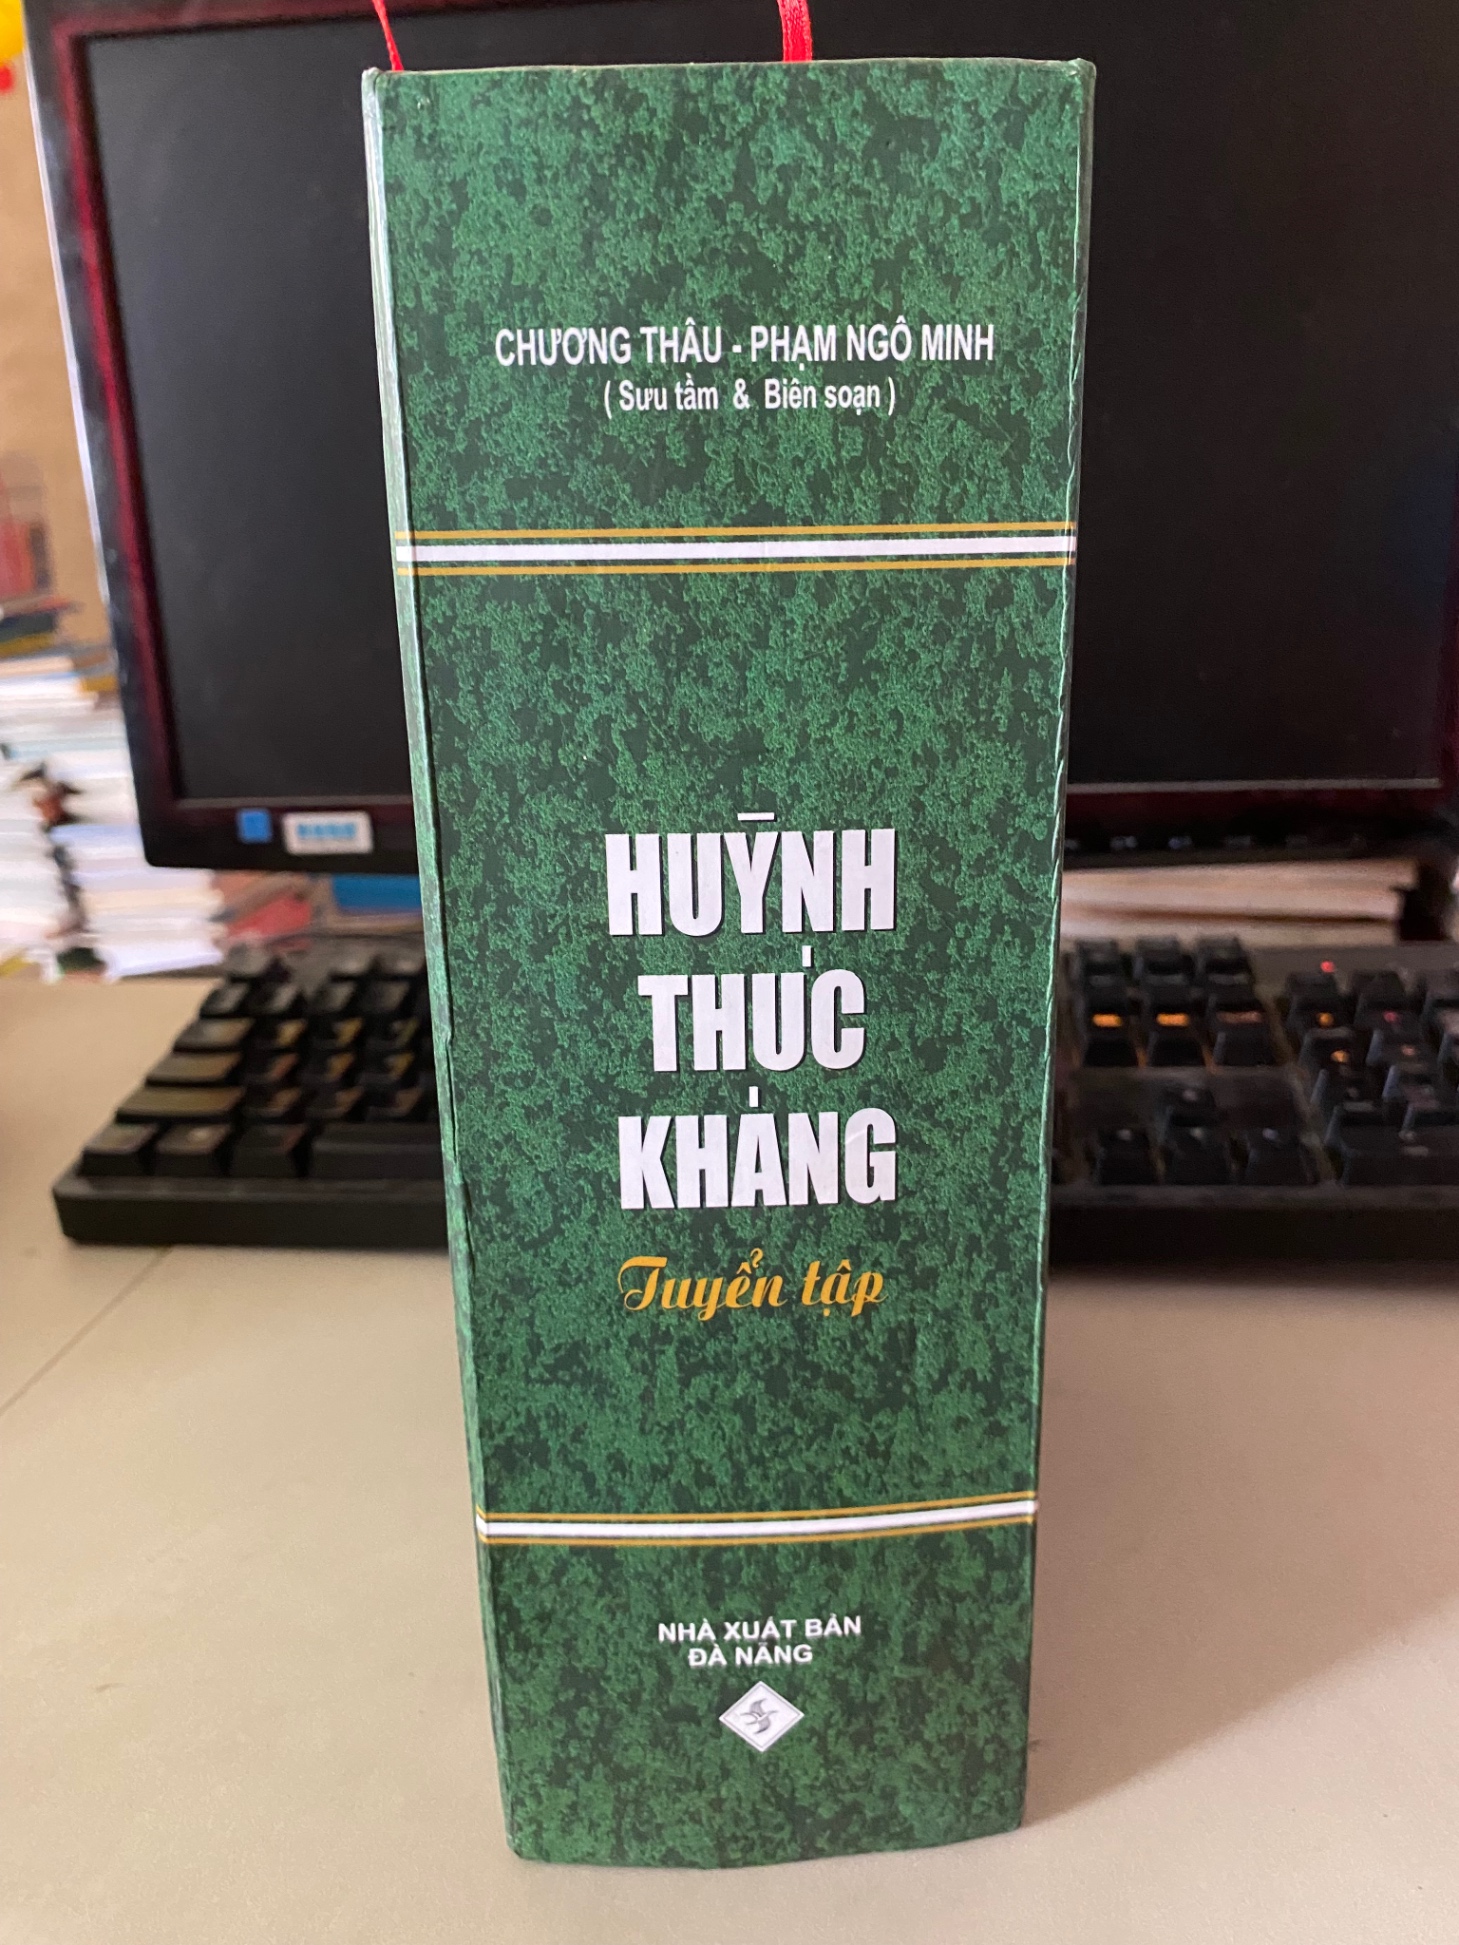 CHƯƠNG THÂU - PHẠM NGÔ MINH
( Sưu tầm & Biên soạn )
HUỲNH
THÚC
KHÁNG
Tuyển tập
NHÀ XUẤT BẢN
ĐÀ NẴNG